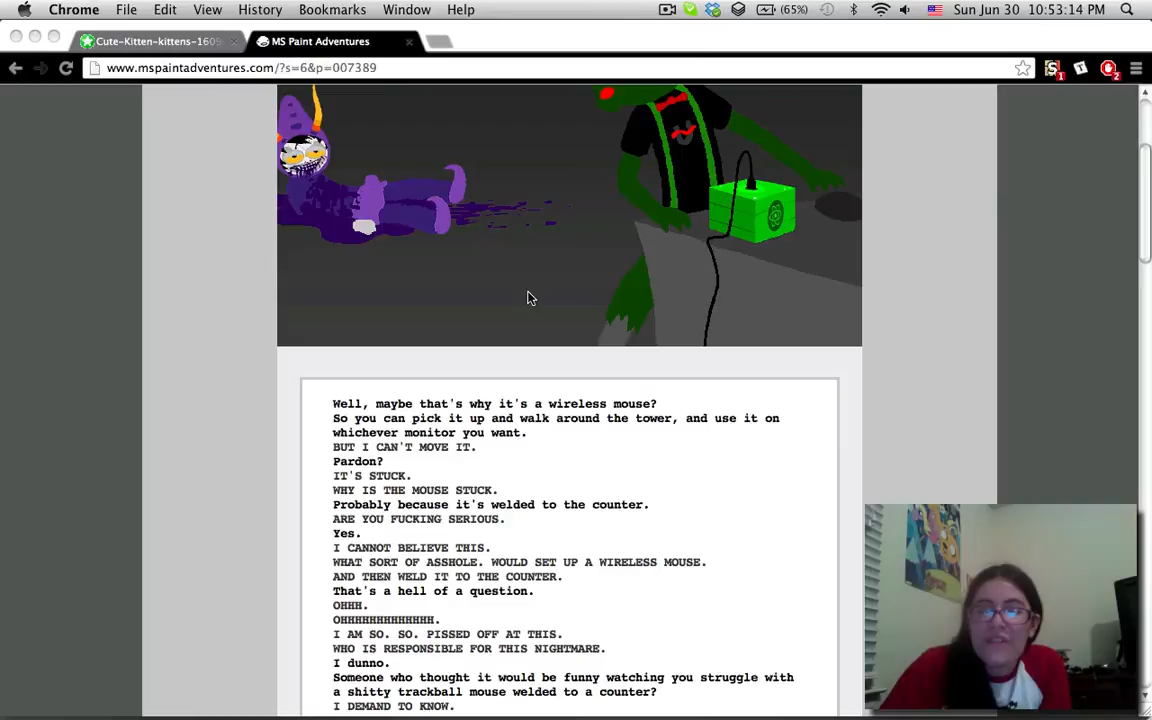 Chrome File Edit View History Bookmarks Window Help (65%) Sun Jun 30 10:53:14 PM
Cute-Kitten-kittens-1609 MS Paint Adventures
www.mspaintadventures.com/?s=6&p=007389
Well, maybe that's why it's a wireless mouse?
So you can pick it up and walk around the tower, and use it on
whichever monitor you want.
BUT I CAN'T MOVE IT.
Pardon?
IT'S STUCK.
WHY IS THE MOUSE STUCK.
Probably because it's welded to the counter.
ARE YOU FUCKING SERIOUS.
Yes.
I CANNOT BELIEVE THIS.
WHAT SORT OF ASSHOLE. WOULD SET UP A WIRELESS MOUSE.
AND THEN WELD IT TO THE COUNTER.
That's a hell of a question.
OHHH.
OHHHHHHHHHHHHH.
I AM SO. SO. PISSED OFF AT THIS.
WHO IS RESPONSIBLE FOR THIS NIGHTMARE.
I dunno.
Someone who thought it would be funny watching you struggle with
a shitty trackball mouse welded to a counter?
I DEMAND TO KNOW.